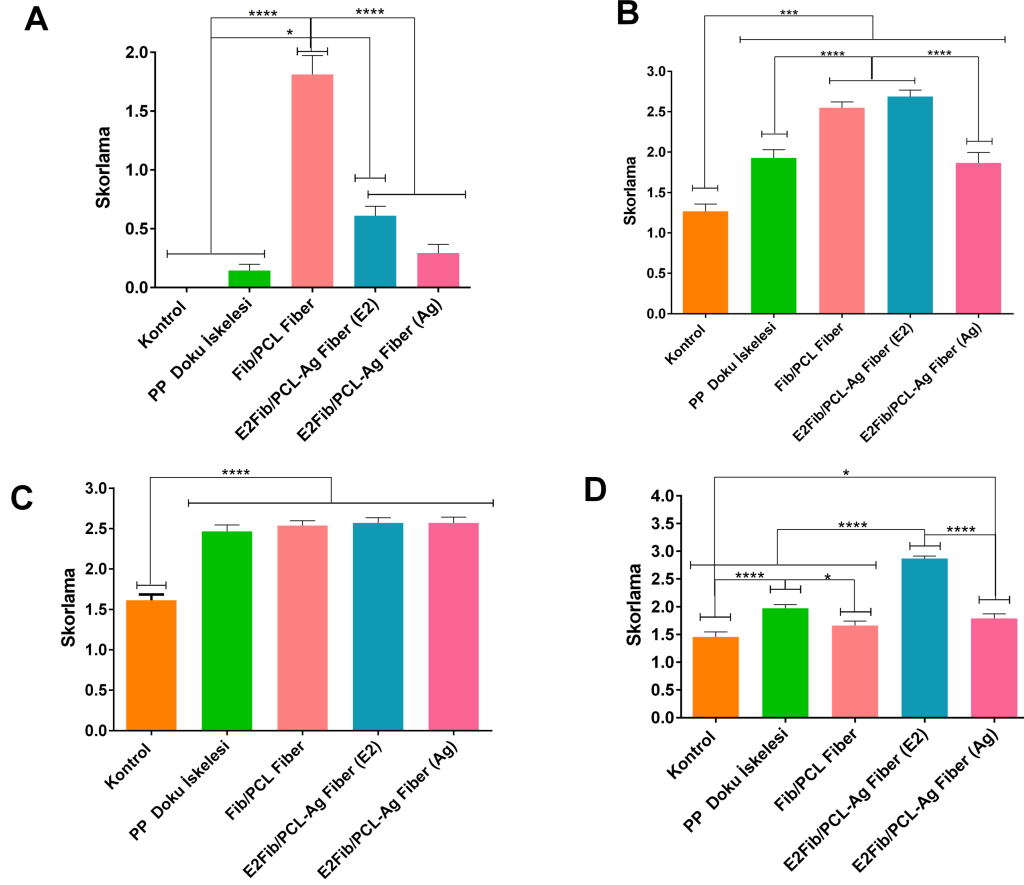 A
****
****
*
Skorlama
2.0
1.5
1.0
0.5
0.0
Kontrol
PP Doku İskelesi
Fib/PCL Fiber
E2Fib/PCL-Ag Fiber (E2)
E2Fib/PCL-Ag Fiber (Ag)
B
***
****
****
Skorlama
3.0
2.5
2.0
1.5
1.0
0.5
0.0
Kontrol
PP Doku İskelesi
Fib/PCL Fiber
E2Fib/PCL-Ag Fiber (E2)
E2Fib/PCL-Ag Fiber (Ag)
C
****
Skorlama
3.0
2.5
2.0
1.5
1.0
0.5
0.0
Kontrol
PP Doku İskelesi
Fib/PCL Fiber
E2Fib/PCL-Ag Fiber (E2)
E2Fib/PCL-Ag Fiber (Ag)
D
*
****
****
****
*
Skorlama
4.0
3.5
3.0
2.5
2.0
1.5
1.0
0.5
0.0
Kontrol
PP Doku İskelesi
Fib/PCL Fiber
E2Fib/PCL-Ag Fiber (E2)
E2Fib/PCL-Ag Fiber (Ag)